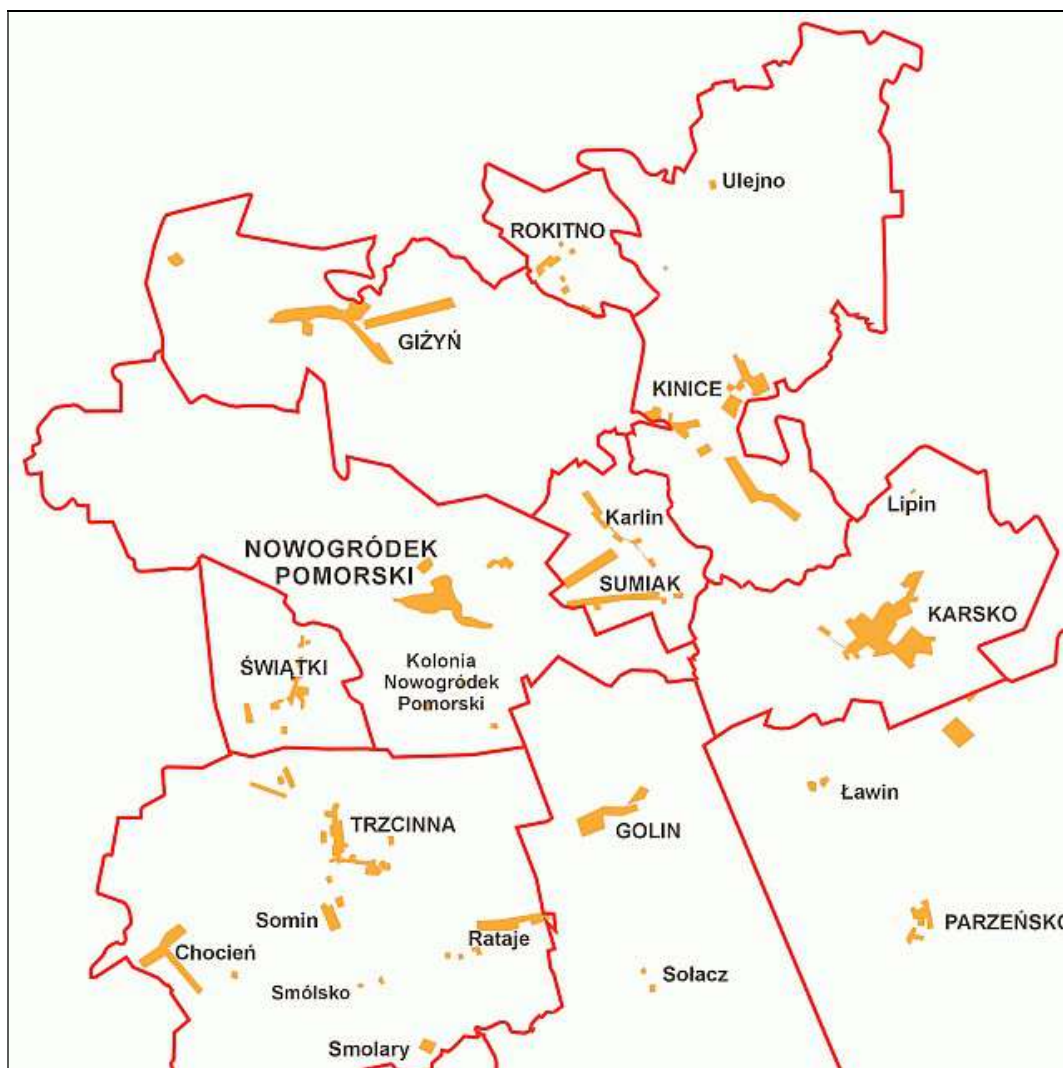 Ulejno
ROKITNO
GIŻYŃ
KINICE
Lipin
Karlin
NOWOGRÓDEK
POMORSKI
SUMIAK
KARSKO
ŚWIĄTKI
Kolonia
Nowogródek
Pomorski
Ławin
TRZCINNA
GOLIN
Somin
Rataje
PARZEŃSKO
Chocień
Smólsko
Solacz
Smolary